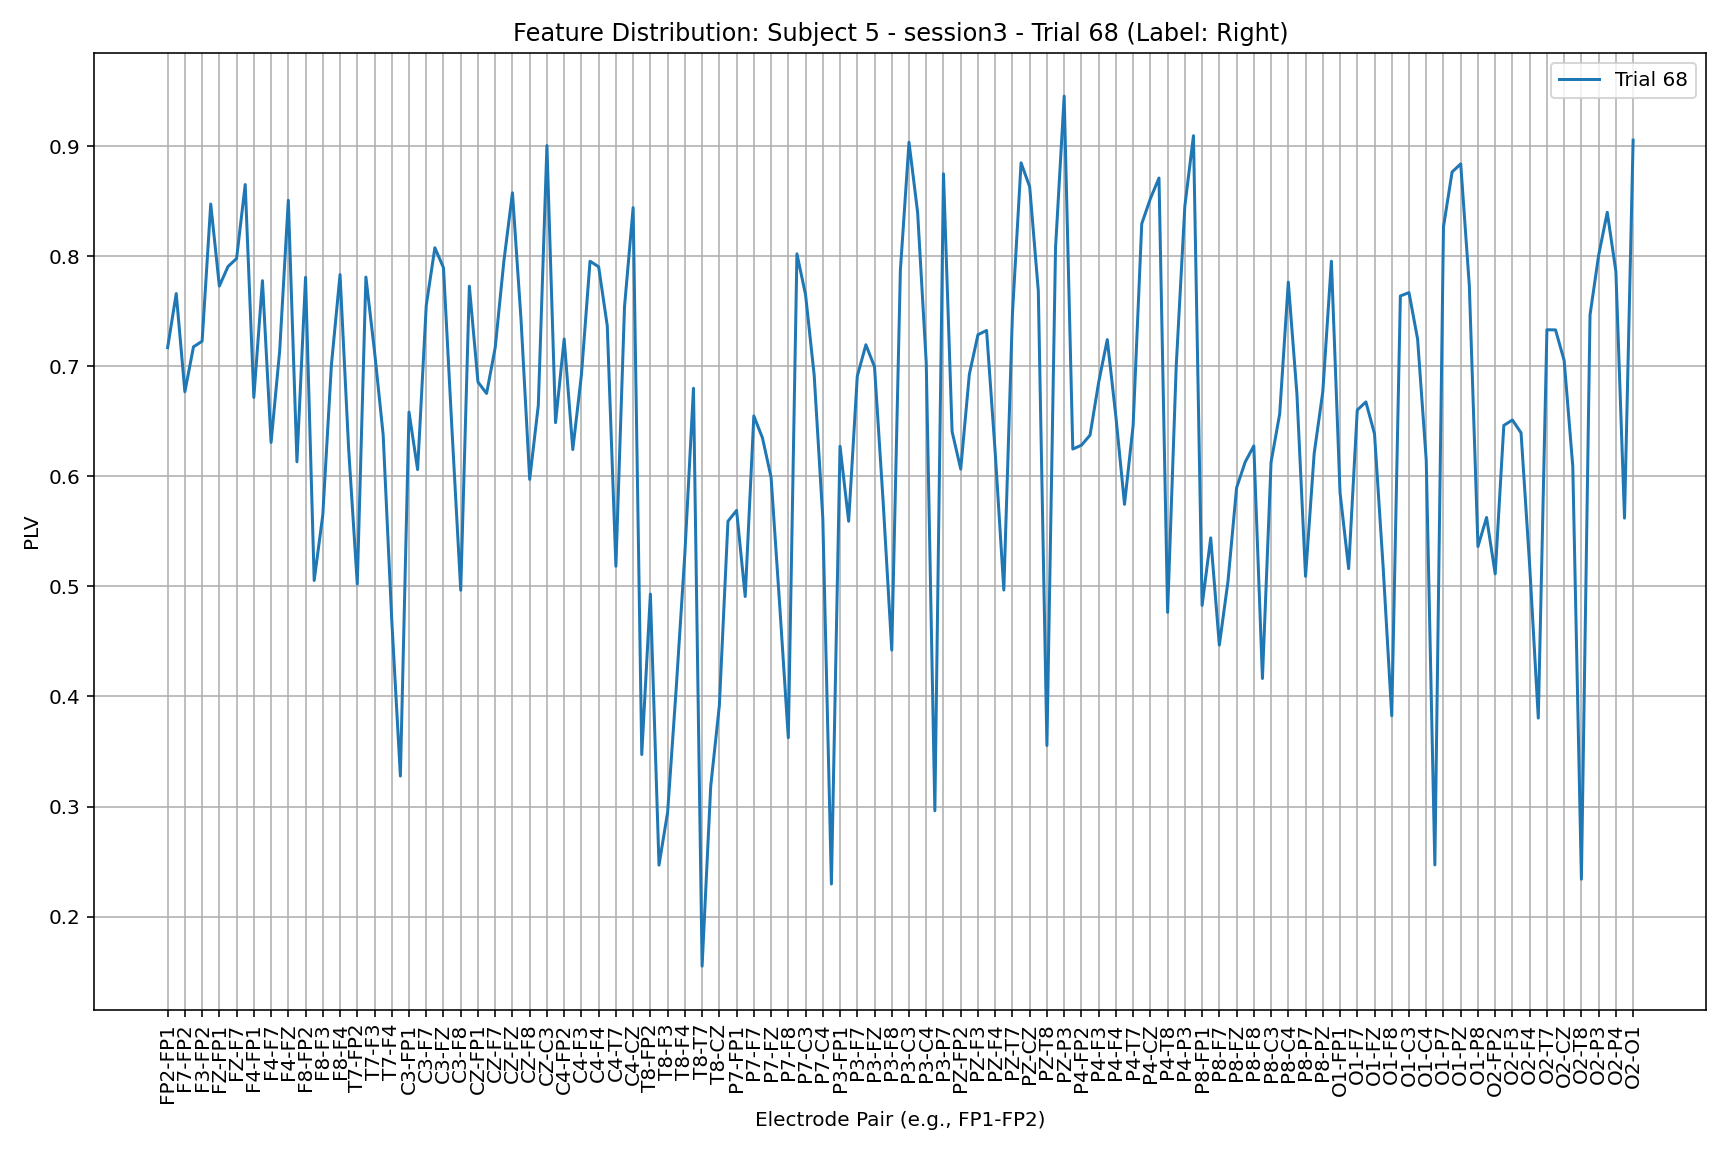 Feature Distribution: Subject 5 - session3 - Trial 68 (Label: Right)
Trial 68
PLV
0.9
0.8
0.7
0.6
0.5
0.4
0.3
0.2
FP2-FP1
F7-FP2
F3-FP2
FZ-FP1
FZ-F7
F4-FP1
F4-F7
F4-FZ
F8-FP2
F8-F3
F8-F4
T7-FP2
T7-F3
T7-F4
C3-FP1
C3-F7
C3-FZ
C3-F8
CZ-FP1
CZ-F7
CZ-FZ
CZ-F8
CZ-C3
C4-FP2
C4-F3
C4-F4
C4-T7
C4-CZ
T8-FP2
T8-F3
T8-F4
T8-T7
T8-CZ
P7-FP1
P7-F7
P7-FZ
P7-F8
P7-C3
P7-C4
P3-FP1
P3-F7
P3-FZ
P3-F8
P3-C3
P3-C4
P3-P7
PZ-FP2
PZ-F3
PZ-F4
PZ-T7
PZ-CZ
PZ-T8
PZ-P3
P4-FP2
P4-F3
P4-F4
P4-T7
P4-CZ
P4-T8
P4-P3
P8-FP1
P8-F7
P8-FZ
P8-F8
P8-C3
P8-C4
P8-P7
P8-PZ
O1-FP1
O1-F7
O1-FZ
O1-F8
O1-C3
O1-C4
O1-P7
O1-PZ
O1-P8
O2-FP2
O2-F3
O2-F4
O2-T7
O2-CZ
O2-T8
O2-P3
O2-P4
O2-O1
Electrode Pair (e.g., FP1-FP2)